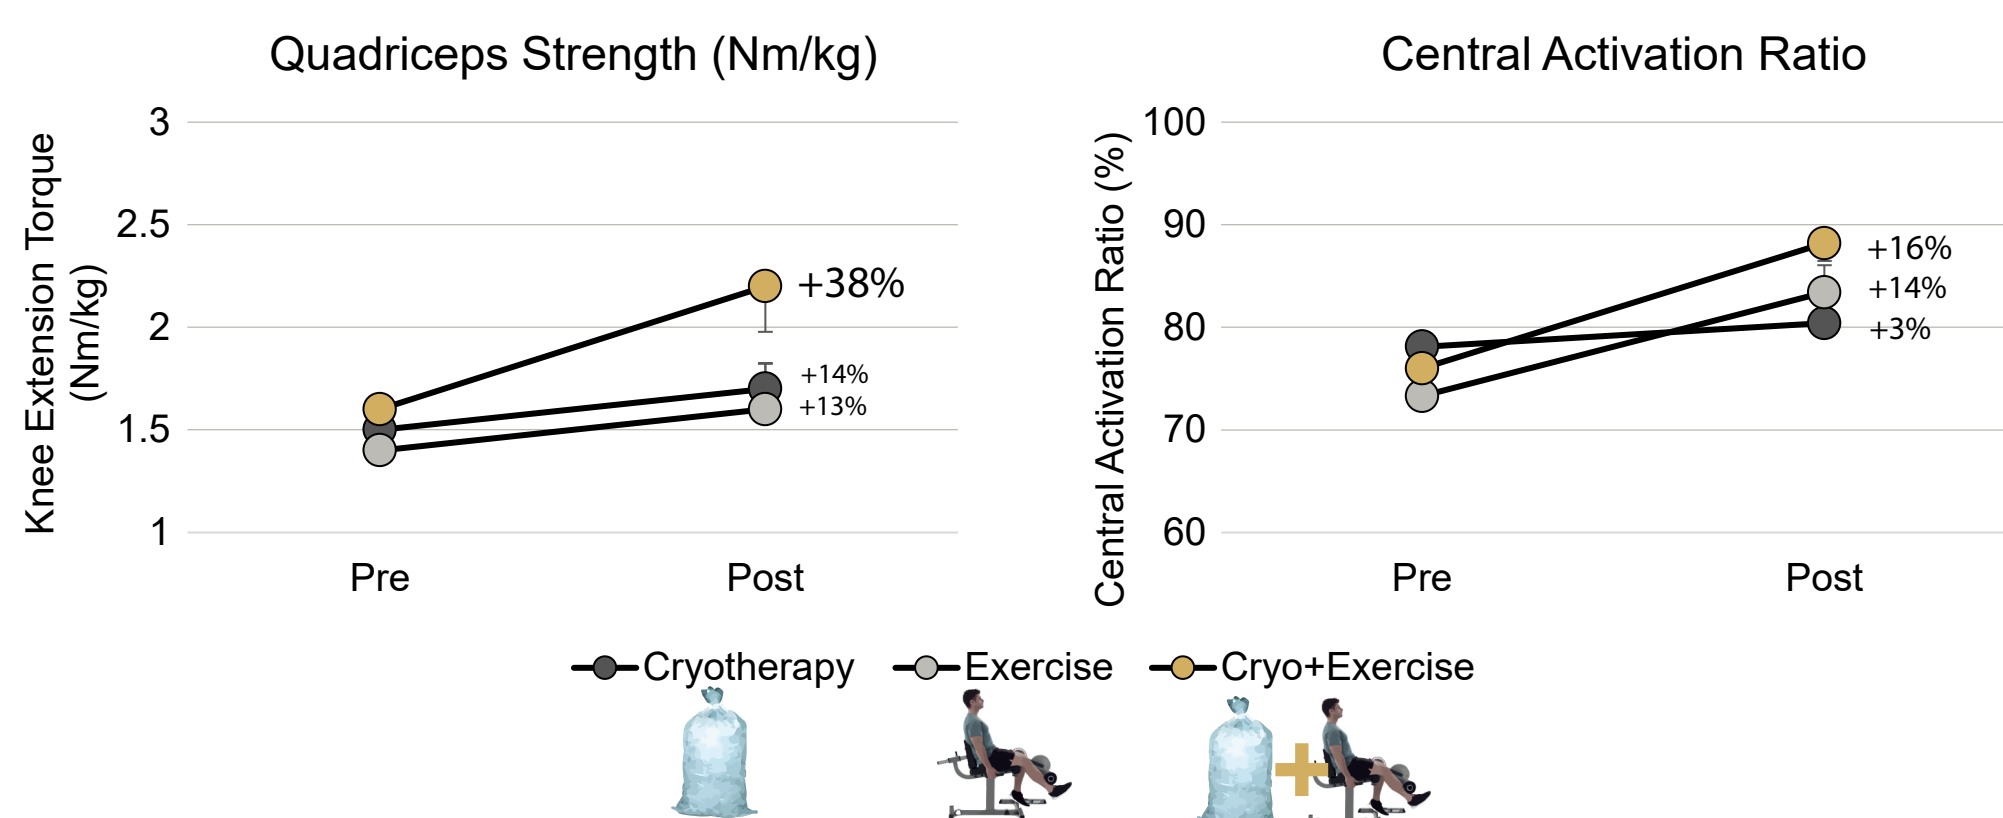 Quadriceps Strength (Nm/kg)
Knee Extension Torque
(Nm/kg)
3
2.5
2
1.5
1
+38%
+14%
+13%
Pre
Post
Central Activation Ratio
Central Activation Ratio (%)
100
90
80
70
60
+16%
+14%
+3%
Pre
Post
Cryotherapy
Exercise
Cryo+Exercise